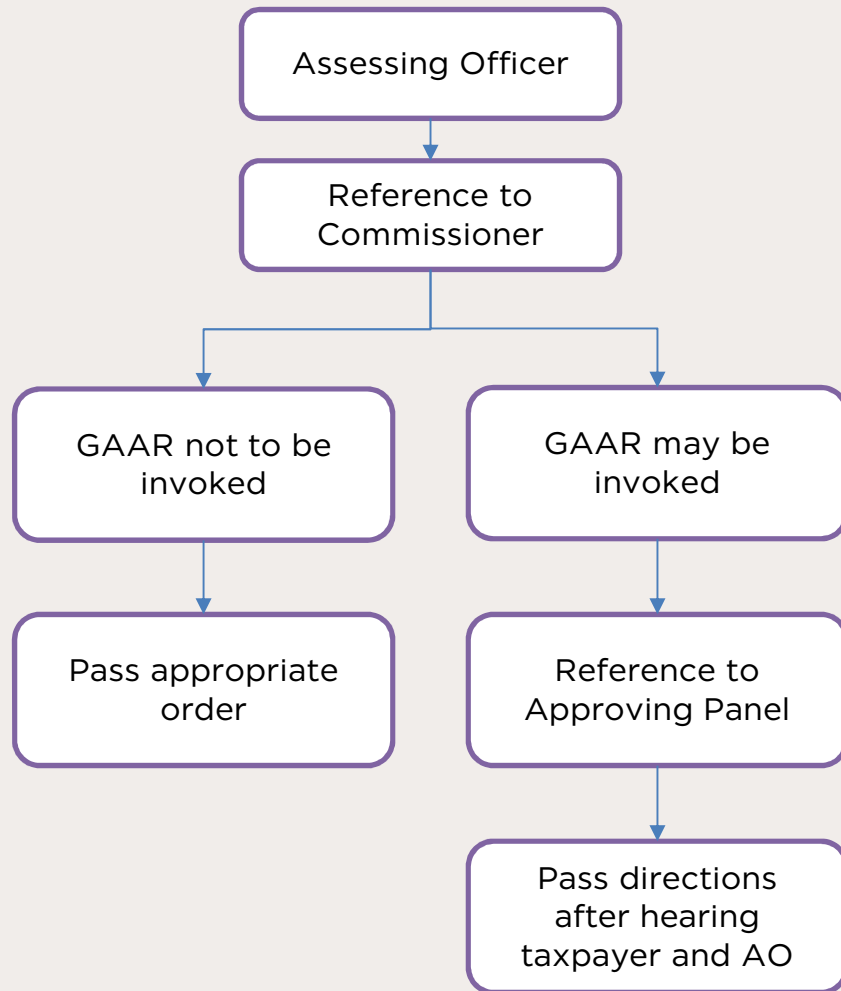 Assessing Officer
Reference to
Commissioner
GAAR not to be
invoked
GAAR may be
invoked
Pass appropriate
order
Reference to
Approving Panel
Pass directions
after hearing
taxpayer and AO